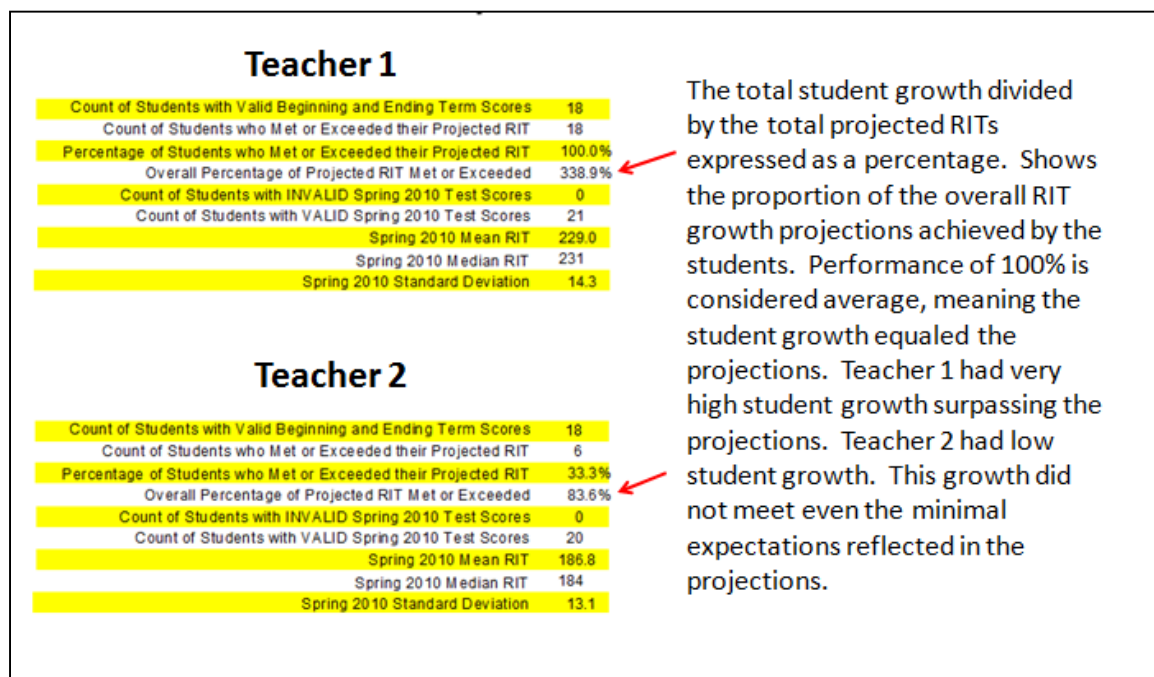 Teacher 1
Count of Students with Valid Beginning and Ending Term Scores 18
Count of Students who Met or Exceeded their Projected RIT 18
Percentage of Students who Met or Exceeded their Projected RIT 100.0%
Overall Percentage of Projected RIT Met or Exceeded 338.9%
Count of Students with INVALID Spring 2010 Test Scores 0
Count of Students with VALID Spring 2010 Test Scores 21
Spring 2010 Mean RIT 229.0
Spring 2010 Median RIT 231
Spring 2010 Standard Deviation 14.3
Teacher 2
Count of Students with Valid Beginning and Ending Term Scores 18
Count of Students who Met or Exceeded their Projected RIT 6
Percentage of Students who Met or Exceeded their Projected RIT 33.3%
Overall Percentage of Projected RIT Met or Exceeded 83.6%
Count of Students with INVALID Spring 2010 Test Scores 0
Count of Students with VALID Spring 2010 Test Scores 20
Spring 2010 Mean RIT 186.8
Spring 2010 Median RIT 184
Spring 2010 Standard Deviation 13.1
The total student growth divided
by the total projected RITs
expressed as a percentage. Shows
the proportion of the overall RIT
growth projections achieved by the
students. Performance of 100% is
considered average, meaning the
student growth equaled the
projections. Teacher 1 had very
high student growth surpassing the
projections. Teacher 2 had low
student growth. This growth did
not meet even the minimal
expectations reflected in the
projections.